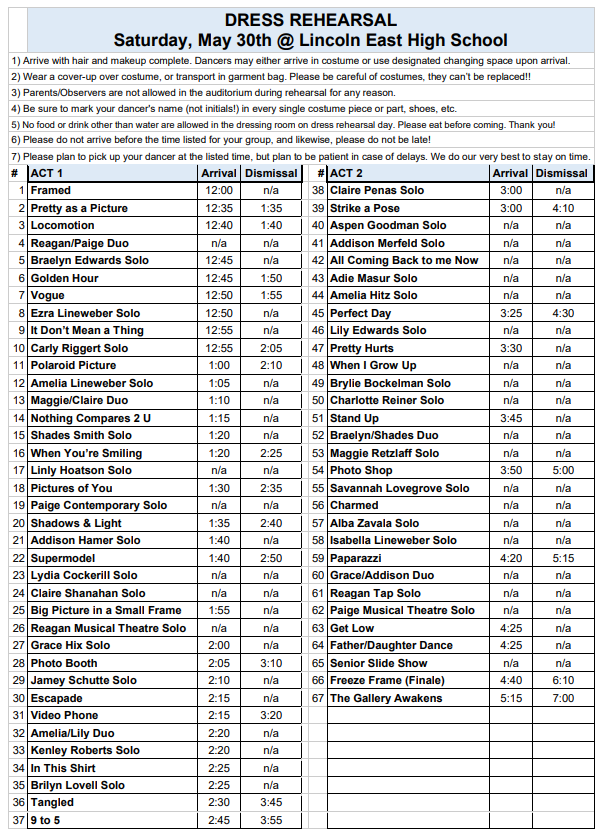 DRESS REHEARSAL
Saturday, May 30th @ Lincoln East High School
1) Arrive with hair and makeup complete. Dancers may either arrive in costume or use designated changing space upon arrival.
2) Wear a cover-up over costume, or transport in garment bag. Please be careful of costumes, they can't be replaced!!
3) Parents/Observers are not allowed in the auditorium during rehearsal for any reason.
4) Be sure to mark your dancer's name (not initials!) in every single costume piece or part, shoes, etc.
5) No food or drink other than water are allowed in the dressing room on dress rehearsal day. Please eat before coming. Thank you!
6) Please do not arrive before the time listed for your group, and likewise, please do not be late!
7) Please plan to pick up your dancer at the listed time, but plan to be patient in case of delays. We do our very best to stay on time.
# ACT 1 Arrival Dismissal # ACT 2 Arrival Dismissal
1 Framed 12:00 n/a 38 Claire Penas Solo 3:00 n/a
2 Pretty as a Picture 12:35 1:35 39 Strike a Pose 3:00 4:10
3 Locomotion 12:40 1:40 40 Aspen Goodman Solo n/a n/a
4 Reagan/Paige Duo n/a n/a 41 Addison Merfeld Solo n/a n/a
5 Braelyn Edwards Solo 12:45 n/a 42 All Coming Back to me Now n/a n/a
6 Golden Hour 12:45 1:50 43 Adie Masur Solo n/a n/a
7 Vogue 12:50 1:55 44 Amelia Hitz Solo n/a n/a
8 Ezra Lineweber Solo 12:50 n/a 45 Perfect Day 3:25 4:30
9 It Don't Mean a Thing 12:55 n/a 46 Lily Edwards Solo n/a n/a
10 Carly Riggert Solo 12:55 2:05 47 Pretty Hurts 3:30 n/a
11 Polaroid Picture 1:00 2:10 48 When I Grow Up n/a n/a
12 Amelia Lineweber Solo 1:05 n/a 49 Brylie Bockelman Solo n/a n/a
13 Maggie/Claire Duo 1:10 n/a 50 Charlotte Reiner Solo n/a n/a
14 Nothing Compares 2 U 1:15 n/a 51 Stand Up 3:45 n/a
15 Shades Smith Solo 1:20 n/a 52 Braelyn/Shades Duo n/a n/a
16 When You're Smiling 1:20 2:25 53 Maggie Retzlaff Solo n/a n/a
17 Linly Hoatson Solo n/a n/a 54 Photo Shop 3:50 5:00
18 Pictures of You 1:30 2:35 55 Savannah Lovegrove Solo n/a n/a
19 Paige Contemporary Solo n/a n/a 56 Charmed n/a n/a
20 Shadows & Light 1:35 2:40 57 Alba Zavala Solo n/a n/a
21 Addison Hamer Solo 1:40 n/a 58 Isabella Lineweber Solo n/a n/a
22 Supermodel 1:40 2:50 59 Paparazzi 4:20 5:15
23 Lydia Cockerill Solo n/a n/a 60 Grace/Addison Duo n/a n/a
24 Claire Shanahan Solo n/a n/a 61 Reagan Tap Solo n/a n/a
25 Big Picture in a Small Frame 1:55 n/a 62 Paige Musical Theatre Solo n/a n/a
26 Reagan Musical Theatre Solo n/a n/a 63 Get Low 4:25 n/a
27 Grace Hix Solo 2:00 n/a 64 Father/Daughter Dance 4:25 n/a
28 Photo Booth 2:05 3:10 65 Senior Slide Show n/a n/a
29 Jamey Schutte Solo 2:10 n/a 66 Freeze Frame (Finale) 4:40 6:10
30 Escapade 2:15 n/a 67 The Gallery Awakens 5:15 7:00
31 Video Phone 2:15 3:20
32 Amelia/Lily Duo 2:20 n/a
33 Kenley Roberts Solo 2:20 n/a
34 In This Shirt 2:25 n/a
35 Brilyn Lovell Solo 2:25 n/a
36 Tangled 2:30 3:45
37 9 to 5 2:45 3:55